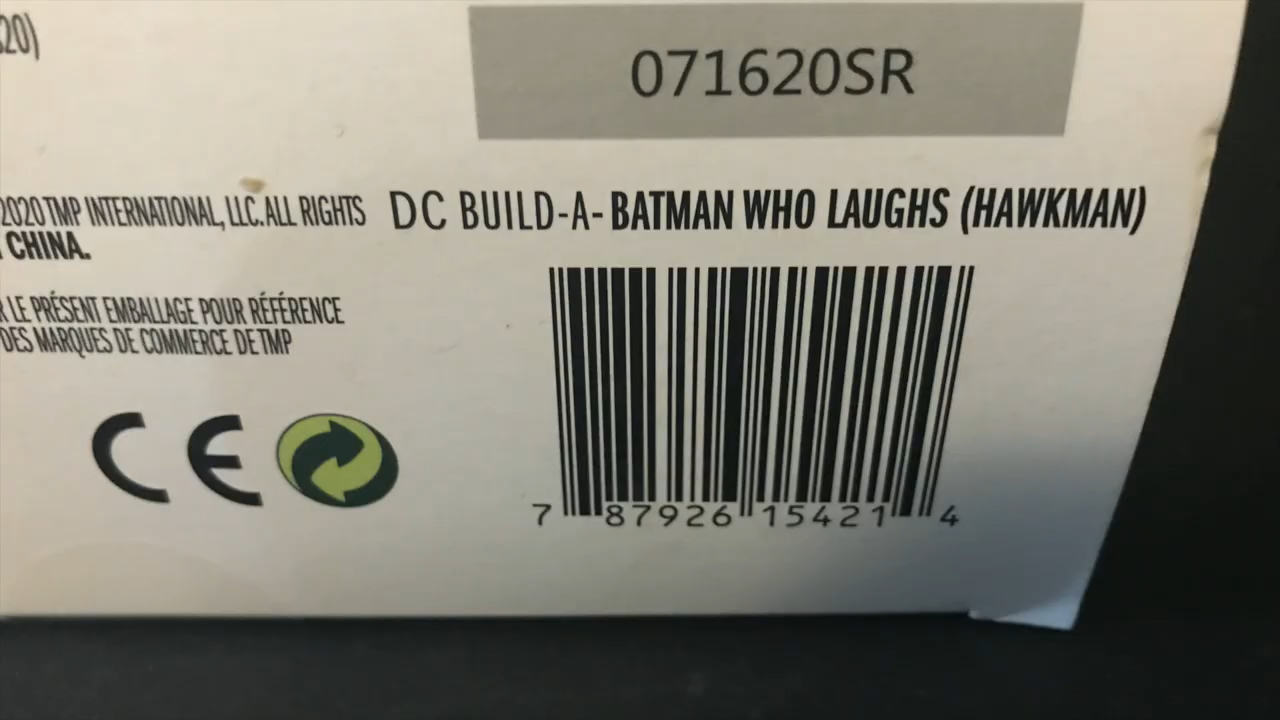 20)
071620SR
2020 TMP INTERNATIONAL, LLC. ALL RIGHTS
CHINA.
DC BUILD-A- BATMAN WHO LAUGHS (HAWKMAN)
R LE PRÉSENT EMBALLAGE POUR RÉFÉRENCE
DES MARQUES DE COMMERCE DE TMP
CE
7 87926 15421 4